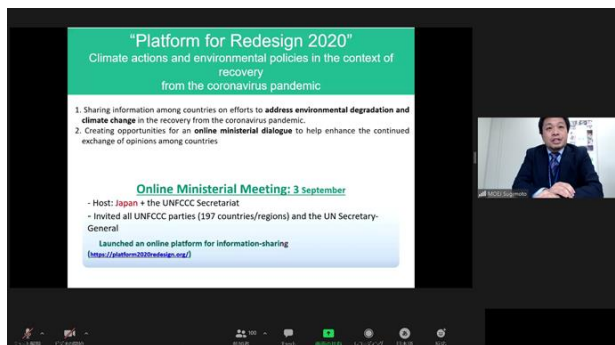 "Platform for Redesign 2020"
Climate actions and environmental policies in the context of
recovery
from the coronavirus pandemic
1. Sharing information among countries on efforts to address environmental degradation and
climate change in the recovery from the coronavirus pandemic.
2. Creating opportunities for an online ministerial dialogue to help enhance the continued
exchange of opinions among countries
Online Ministerial Meeting: 3 September
- Host: Japan + the UNFCCC Secretariat
- Invited all UNFCCC parties (197 countries/regions) and the UN Secretary-
General
Launched an online platform for information-sharing
(https://platform2020redesign.org/)
MOEJ Sugimoto
100